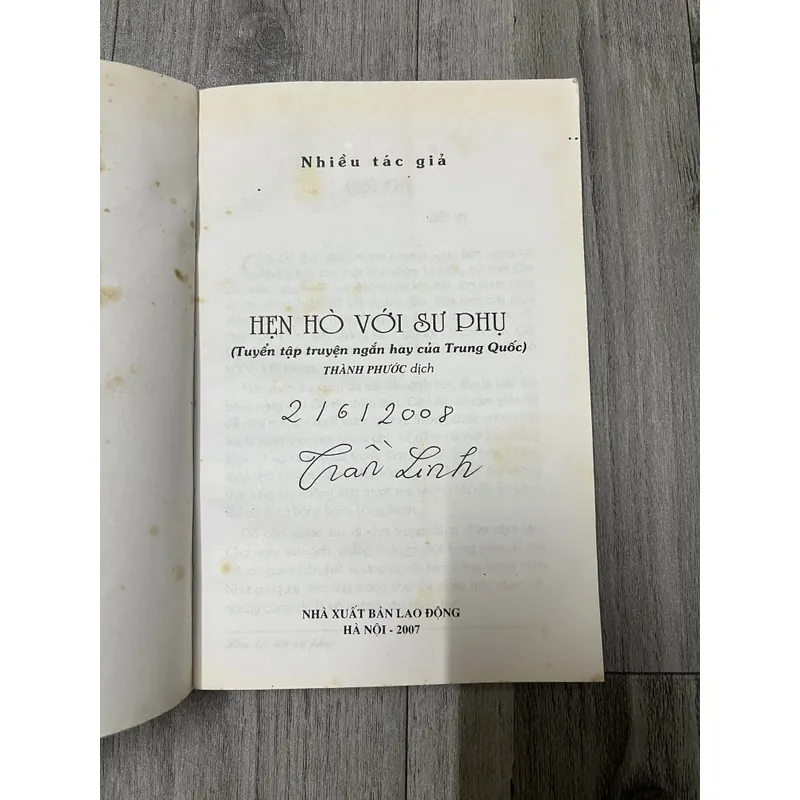 Nhiều tác giả
HẸN HÒ VỚI SƯ PHỤ
(Tuyển tập truyện ngắn hay của Trung Quốc)
THÀNH PHƯỚC dịch
2/6/2008
Trần Linh
NHÀ XUẤT BẢN LAO ĐỘNG
HÀ NỘI - 2007